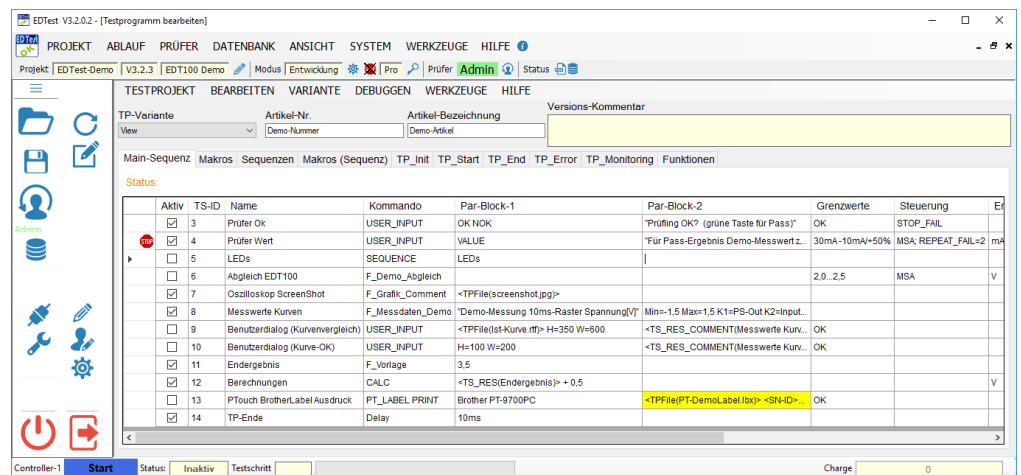 EDTest V3.2.0.2 - [Testprogramm bearbeiten]
PROJEKT ABLAUF PRÜFER DATENBANK ANSICHT SYSTEM WERKZEUGE HILFE
Projekt EDTest-Demo V3.2.3 EDT100 Demo Modus Entwicklung Pro Prüfer Admin Status
TESTPROJEKT BEARBEITEN VARIANTE DEBUGGEN WERKZEUGE HILFE
TP-Variante Artikel-Nr. Artikel-Bezeichnung Versions-Kommentar
View Demo-Nummer Demo-Artikel
Main-Sequenz Makros Sequenzen Makros (Sequenz) TP_Init TP_Start TP_End TP_Error TP_Monitoring Funktionen
Status:
Admin
Aktiv TS-ID Name Kommando Par-Block-1 Par-Block-2 Grenzwerte Steuerung
3 Prüfer Ok USER_INPUT OK NOK "Prüfling OK? (grüne Taste für Pass)" OK STOP_FAIL
STOP 4 Prüfer Wert USER_INPUT VALUE "Für Pass-Ergebnis Demo-Messwert z... 30mA-10mA/+50% MSA; REPEAT_FAIL=2 mA
5 LEDs SEQUENCE LEDs
6 Abgleich EDT100 F_Demo_Abgleich 2,0...2,5 MSA V
7 Oszilloskop ScreenShot F_Grafik_Comment <TPFile(screenshot.jpg)>
8 Messwerte Kurven F_Messdaten_Demo "Demo-Messung 10ms-Raster Spannung[V]" Min=-1,5 Max=1,5 K1=PS-Out K2=Input...
9 Benutzerdialog (Kurvenvergleich) USER_INPUT <TPFile(Ist-Kurve.rtf)> H=350 W=600 <TS_RES_COMMENT(Messwerte Kurv... OK
10 Benutzerdialog (Kurve-OK) USER_INPUT H=100 W=200 <TS_RES_COMMENT(Messwerte Kurv... OK
11 Endergebnis F_Vorlage 3,5
12 Berechnungen CALC <TS_RES(Endergebnis)> + 0,5 V
13 PTouch BrotherLabel Ausdruck PT_LABEL PRINT Brother PT-9700PC <TPFile(PT-DemoLabel.lbx)> <SN-ID>... OK
14 TP-Ende Delay 10ms
Controller-1 Start Status: Inaktiv Testschritt Charge 0